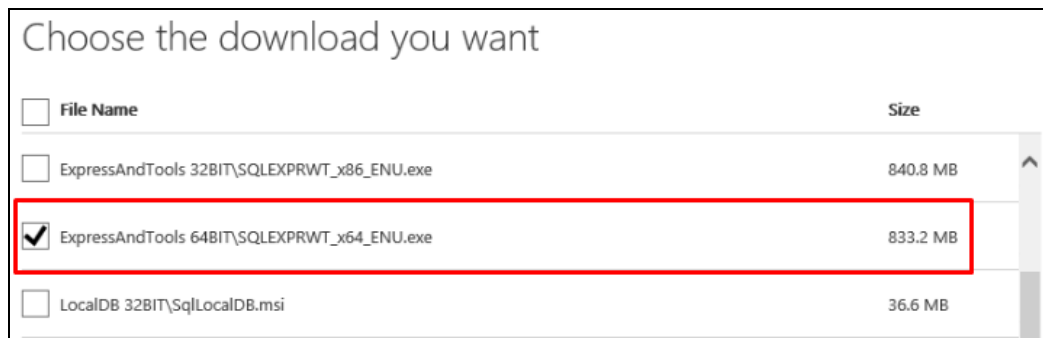 Choose the download you want
File Name Size
ExpressAndTools 32BIT\SQLEXPRWT_x86_ENU.exe 840.8 MB
ExpressAndTools 64BIT\SQLEXPRWT_x64_ENU.exe 833.2 MB
LocalDB 32BIT\SqlLocalDB.msi 36.6 MB